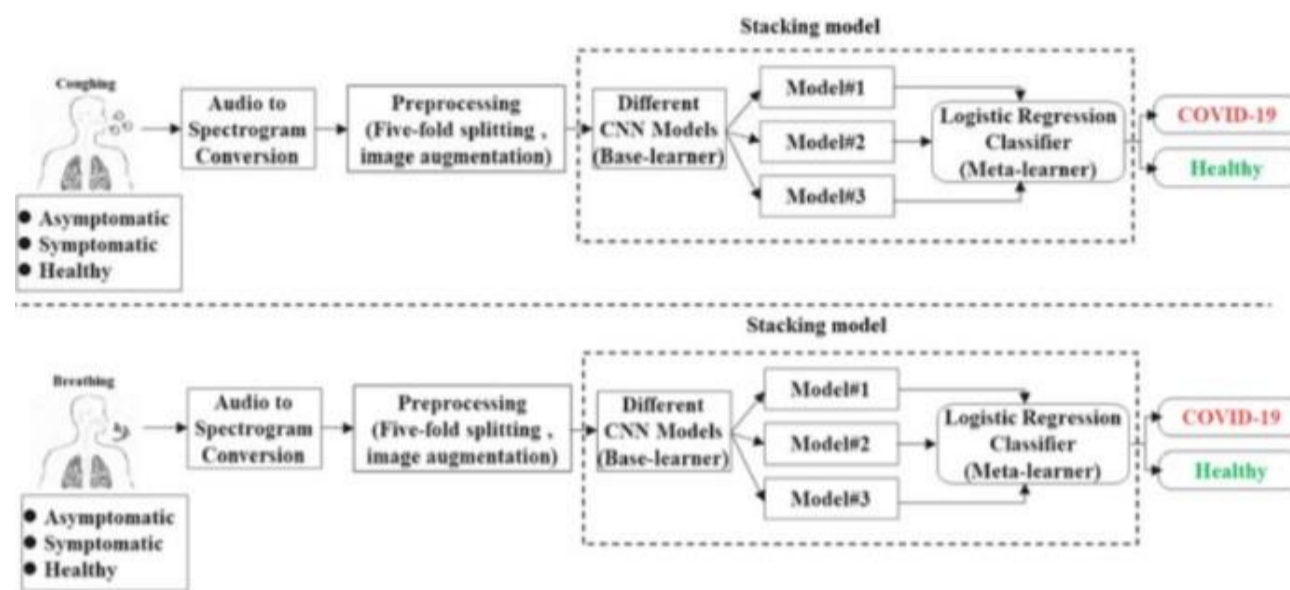 Stacking model
Coughing
Audio to
Spectrogram
Conversion
Preprocessing
(Five-fold splitting ,
image augmentation)
Different
CNN Models
(Base-learner)
Model#1
Model#2
Model#3
Logistic Regression
Classifier
(Meta-learner)
COVID-19
Healthy
● Asymptomatic
● Symptomatic
● Healthy
Stacking model
Breathing
Audio to
Spectrogram
Conversion
Preprocessing
(Five-fold splitting ,
image augmentation)
Different
CNN Models
(Base-learner)
Model#1
Model#2
Model#3
Logistic Regression
Classifier
(Meta-learner)
COVID-19
Healthy
● Asymptomatic
● Symptomatic
● Healthy